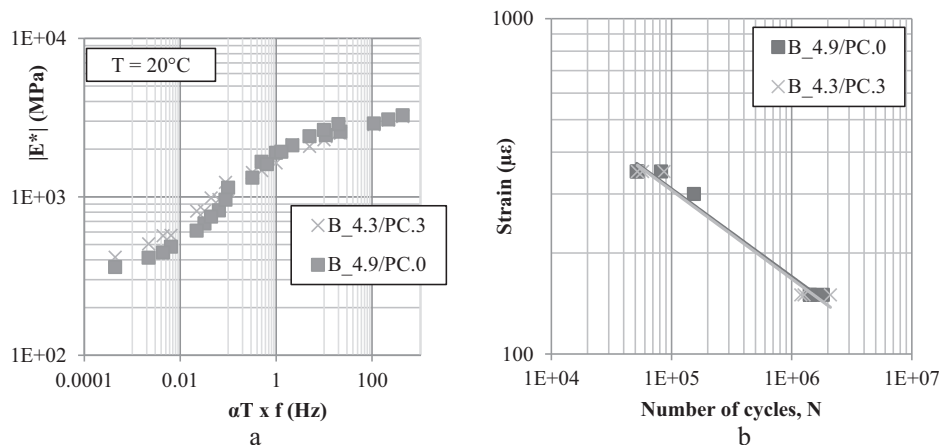 1E+04
T = 20°C
|E*| (MPa)
1E+03
B_4.3/PC.3
B_4.9/PC.0
1E+02
0.0001
0.01
1
100
αT x f (Hz)
a
1000
B_4.9/PC.0
B_4.3/PC.3
Strain (με)
100
1E+04
1E+05
1E+06
1E+07
Number of cycles, N
b